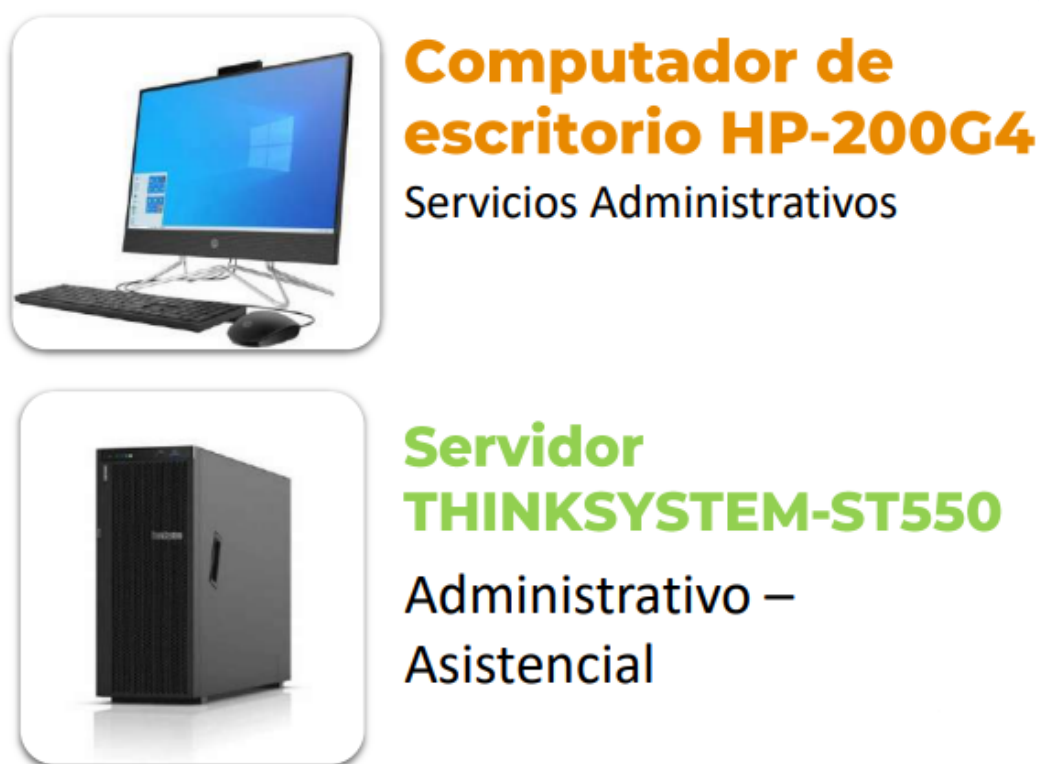 Computador de
escritorio HP-200G4
Servicios Administrativos
Servidor
THINKSYSTEM-ST550
Administrativo –
Asistencial